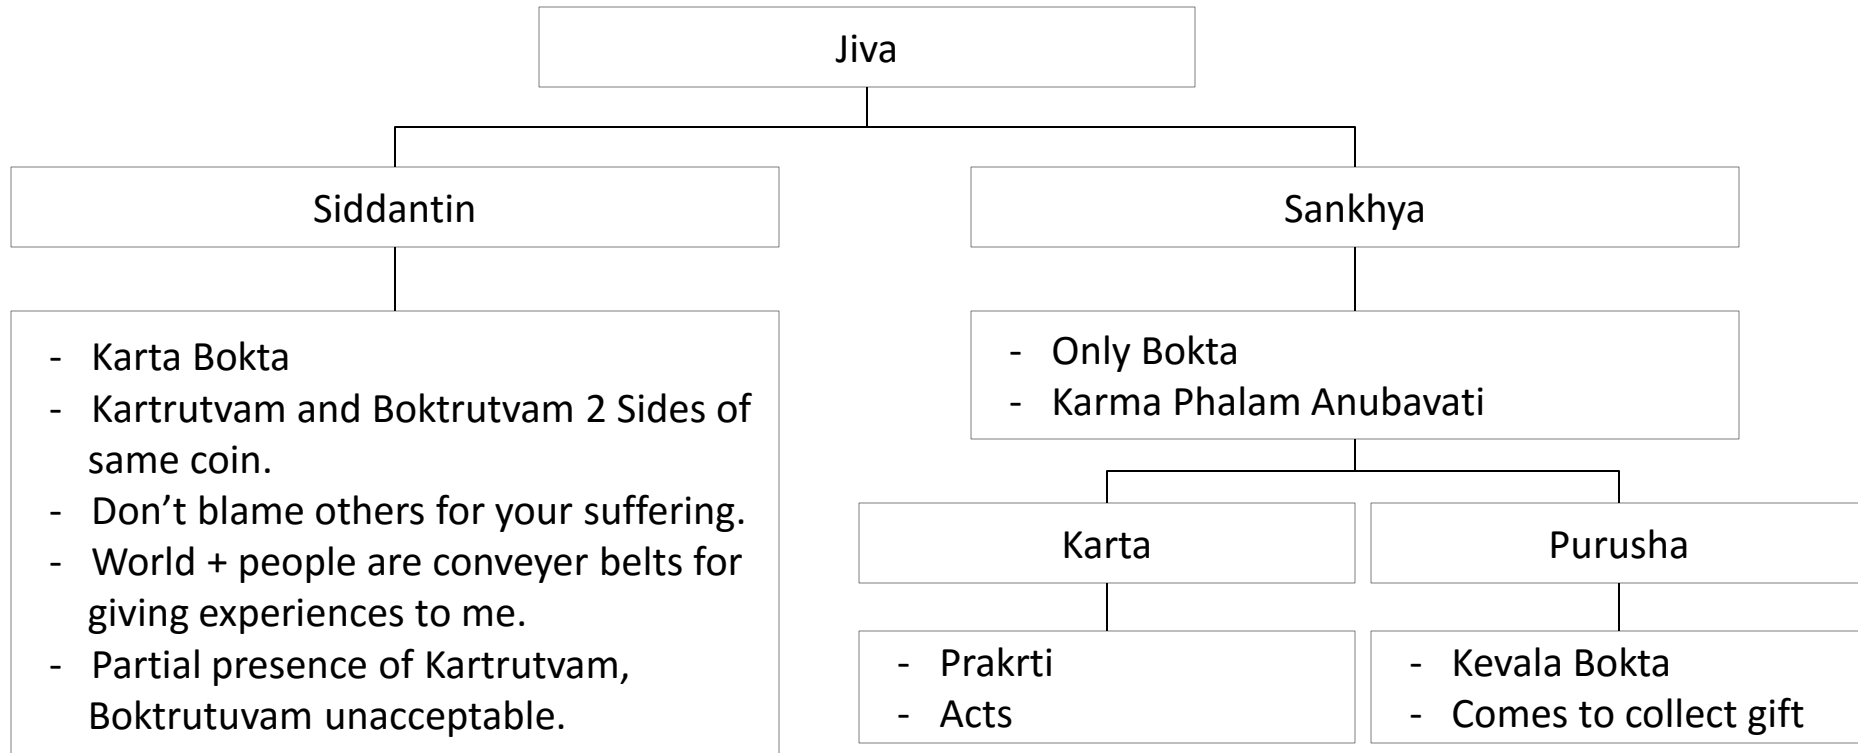 Jiva
Siddantin
Sankhya
- Karta Bokta
- Kartrutvam and Boktrutvam 2 Sides of
same coin.
- Don’t blame others for your suffering.
- World + people are conveyer belts for
giving experiences to me.
- Partial presence of Kartrutvam,
Boktrutuvam unacceptable.
- Only Bokta
- Karma Phalam Anubavati
Karta
Purusha
- Prakrti
- Acts
- Kevala Bokta
- Comes to collect gift